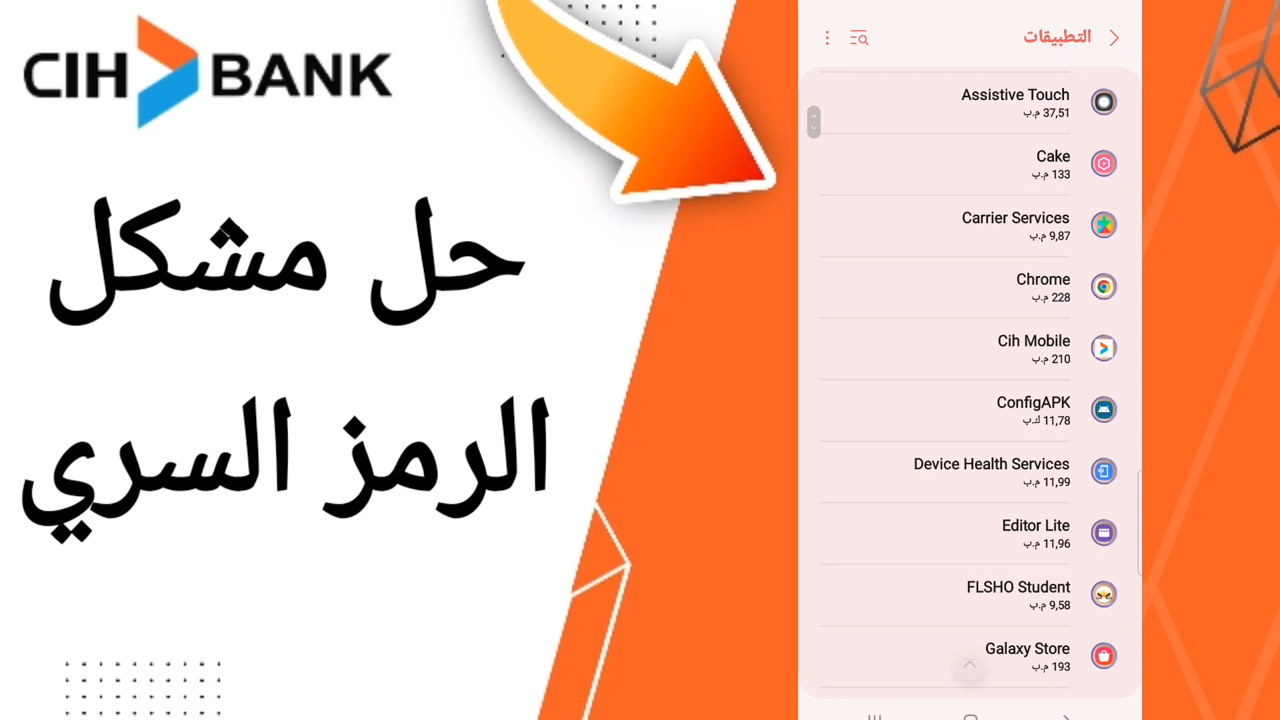 CIH BANK
حل مشكل
الرمز السري
التطبيقات
Assistive Touch
37,51 م.ب
Cake
133 م.ب
Carrier Services
9,87 م.ب
Chrome
228 م.ب
Cih Mobile
210 م.ب
ConfigAPK
11,78 ك.ب
Device Health Services
11,99 م.ب
Editor Lite
11,96 م.ب
FLSHO Student
9,58 م.ب
Galaxy Store
193 م.ب